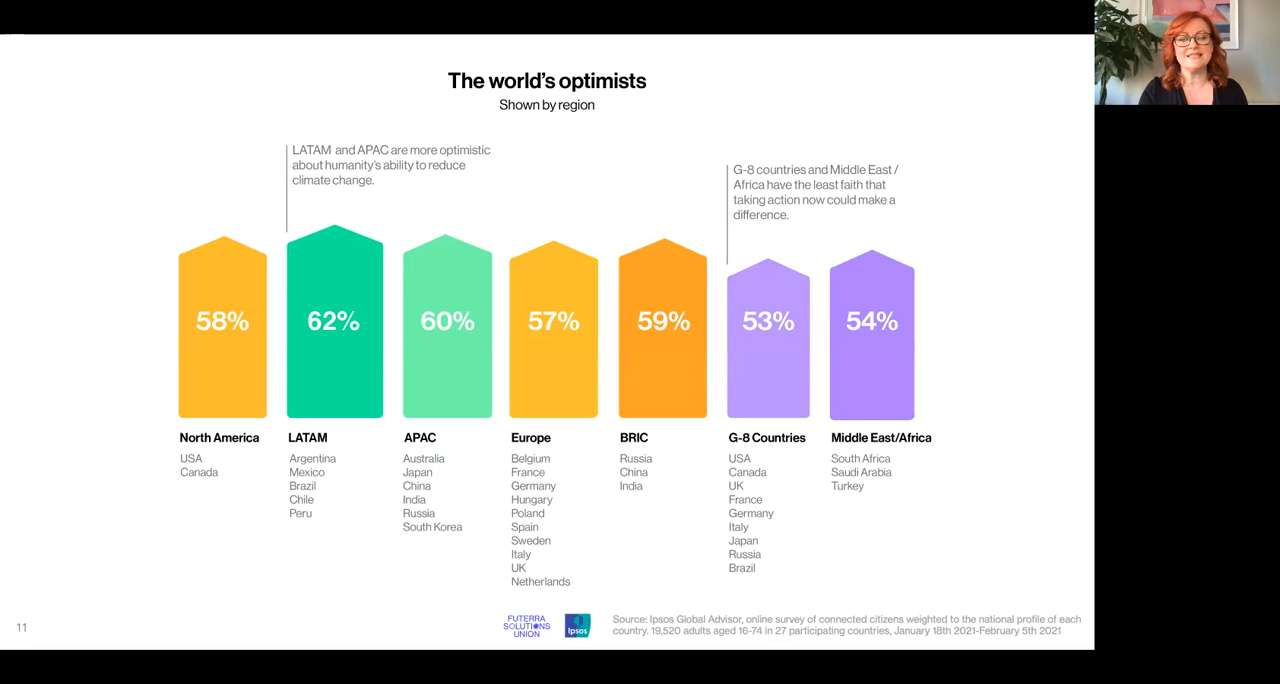 The world's optimists
Shown by region
LATAM and APAC are more optimistic
about humanity's ability to reduce
climate change.
G-8 countries and Middle East /
Africa have the least faith that
taking action now could make a
difference.
58%
62%
60%
57%
59%
53%
54%
North America
USA
Canada
LATAM
Argentina
Mexico
Brazil
Chile
Peru
APAC
Australia
Japan
China
India
Russia
South Korea
Europe
Belgium
France
Germany
Hungary
Poland
Spain
Sweden
Italy
UK
Netherlands
BRIC
Russia
China
India
G-8 Countries
USA
Canada
UK
France
Germany
Italy
Japan
Russia
Brazil
Middle East/Africa
South Africa
Saudi Arabia
Turkey
11
FUTERRA
SOLUTIONS
UNION
Ipsos
Source: Ipsos Global Advisor, online survey of connected citizens weighted to the national profile of each
country. 19,520 adults aged 16-74 in 27 participating countries, January 18th 2021-February 5th 2021